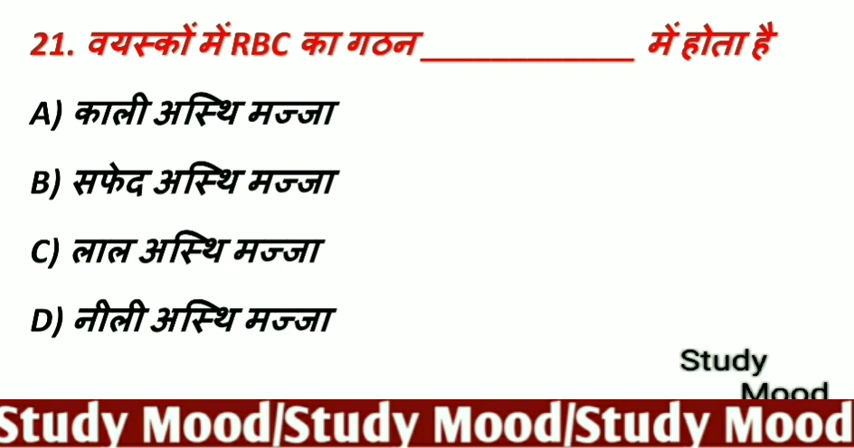 21. वयस्कों में RBC का गठन_____________ में होता है
A) काली अस्थि मज्जा
B) सफेद अस्थि मज्जा
C) लाल अस्थि मज्जा
D) नीली अस्थि मज्जा
Study
Mood
Study Mood/Study Mood/Study Mood